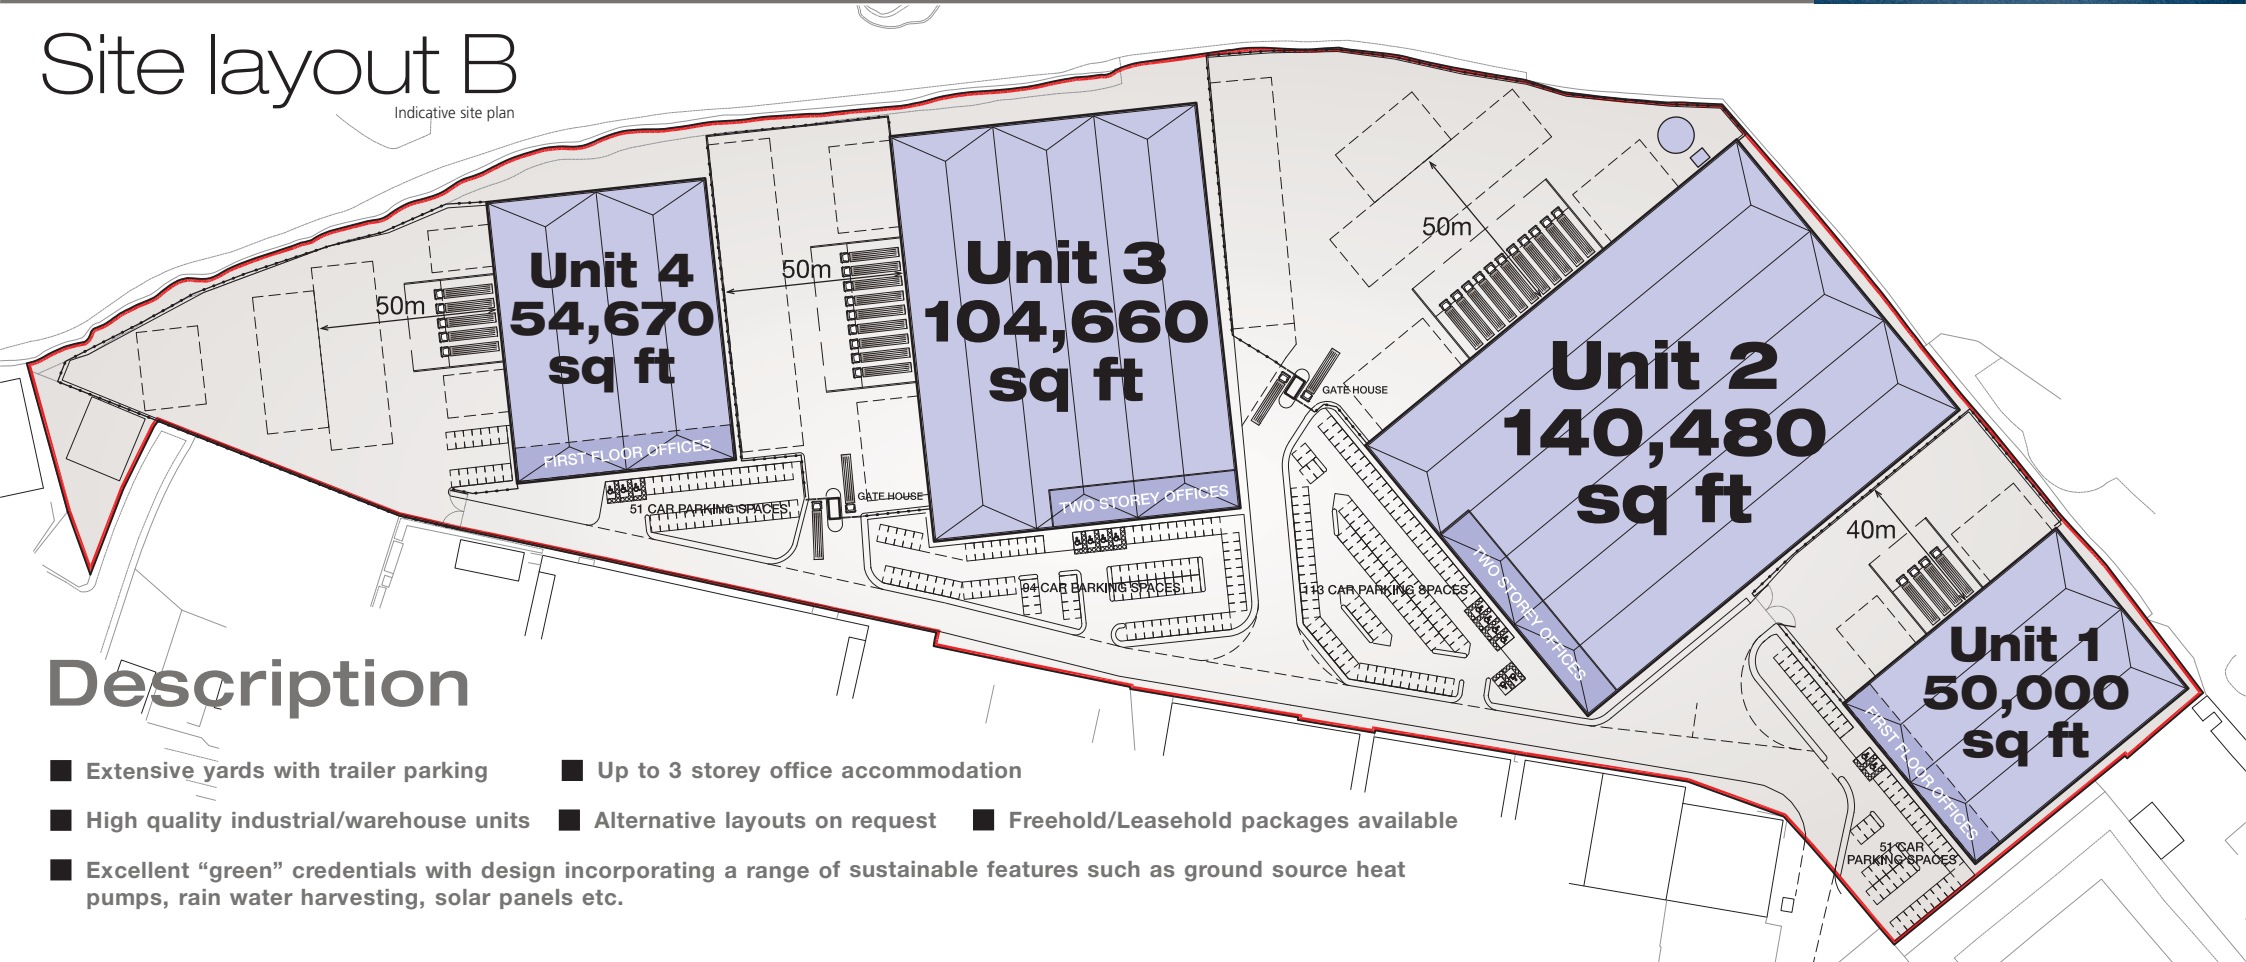 Site layout B
Indicative site plan
Unit 4
54,670
sq ft
FIRST FLOOR OFFICES
50m
51 CAR PARKING SPACES
GATE HOUSE
Unit 3
104,660
sq ft
TWO STOREY OFFICES
50m
94 CAR PARKING SPACES
GATE HOUSE
Unit 2
140,480
sq ft
TWO STOREY OFFICES
50m
113 CAR PARKING SPACES
Unit 1
50,000
sq ft
FIRST FLOOR OFFICES
40m
51 CAR
PARKING SPACES
Description
Extensive yards with trailer parking
Up to 3 storey office accommodation
High quality industrial/warehouse units
Alternative layouts on request
Freehold/Leasehold packages available
Excellent “green” credentials with design incorporating a range of sustainable features such as ground source heat
pumps, rain water harvesting, solar panels etc.